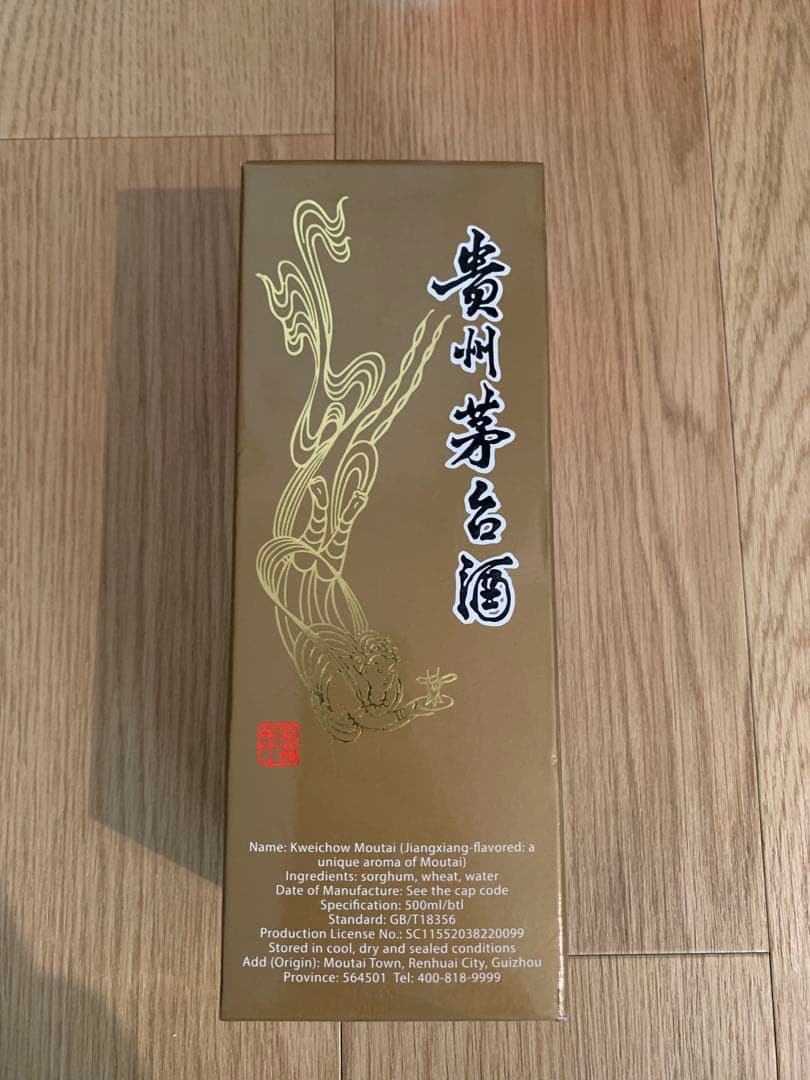 貴州茅台酒
Name: Kweichow Moutai (Jiangxiang-flavored: a
unique aroma of Moutai)
Ingredients: sorghum, wheat, water
Date of Manufacture: See the cap code
Specification: 500ml/btl
Standard: GB/T18356
Production License No.: SC11552038220099
Stored in cool, dry and sealed conditions
Add (Origin): Moutai Town, Renhuai City, Guizhou
Province: 564501 Tel: 400-818-9999